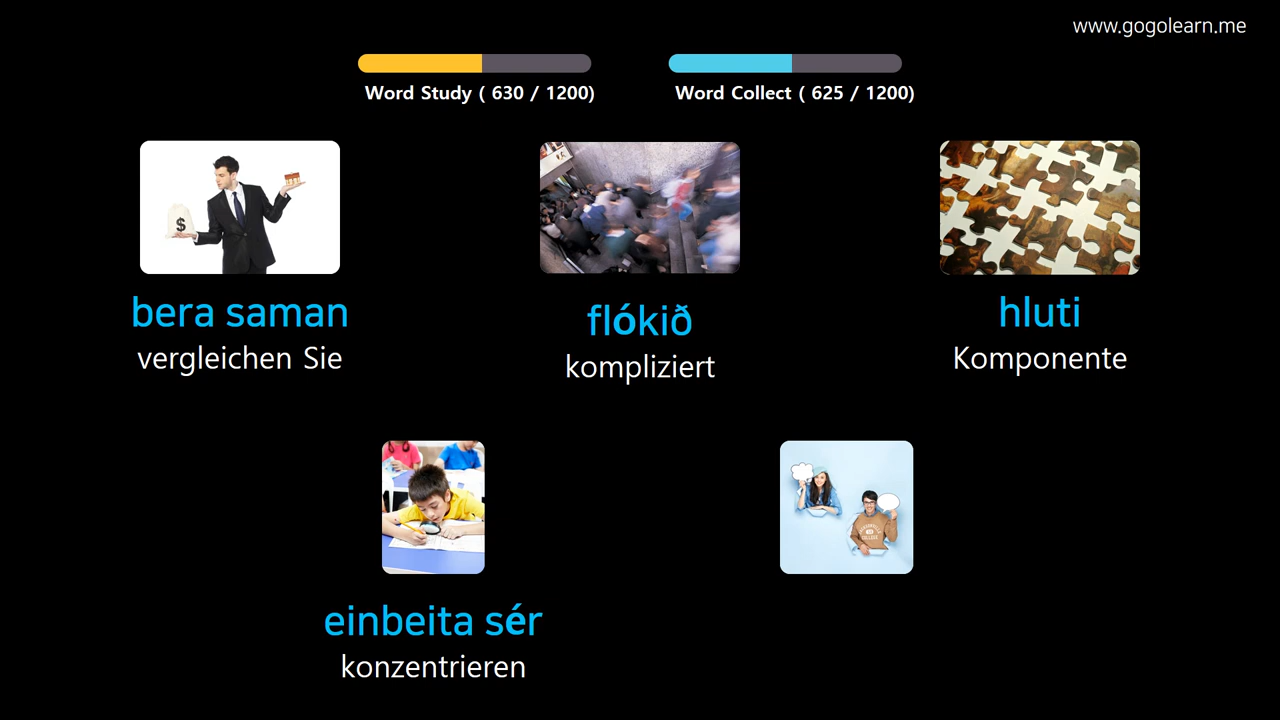 www.gogolearn.me
Word Study ( 630 / 1200)
Word Collect ( 625 / 1200)
$
bera saman
vergleichen Sie
flókið
kompliziert
hluti
Komponente
einbeita sér
konzentrieren